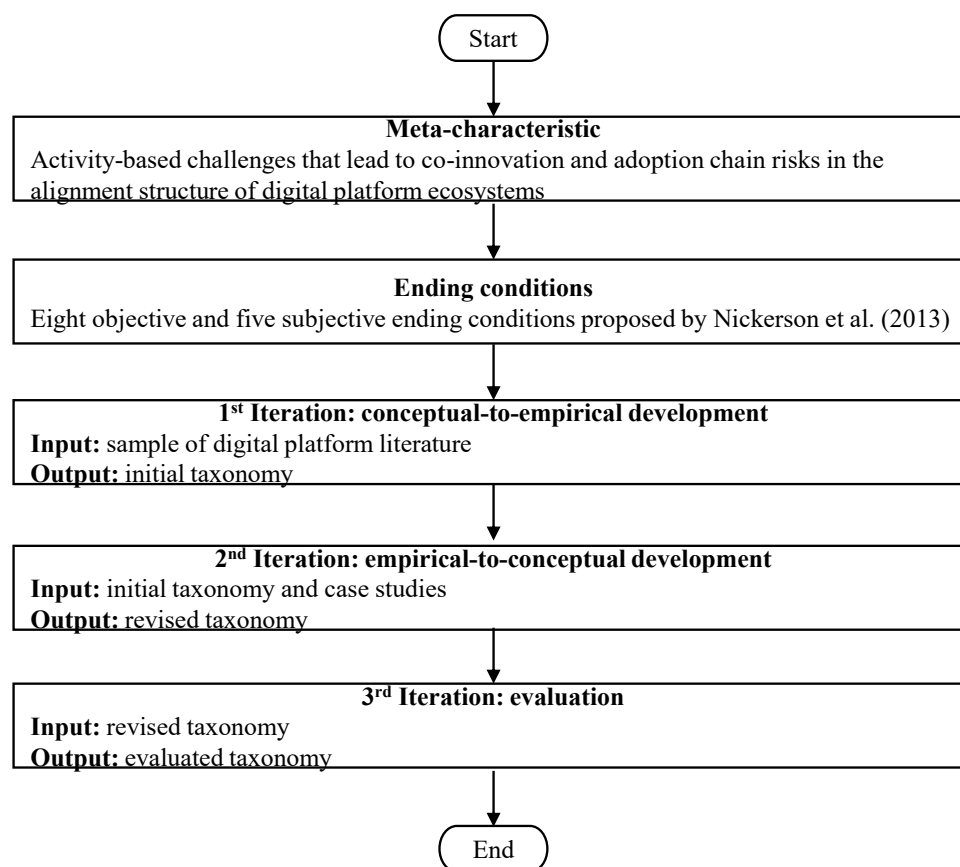 Start
Meta-characteristic
Activity-based challenges that lead to co-innovation and adoption chain risks in the
alignment structure of digital platform ecosystems
Ending conditions
Eight objective and five subjective ending conditions proposed by Nickerson et al. (2013)
1st Iteration: conceptual-to-empirical development
Input: sample of digital platform literature
Output: initial taxonomy
2nd Iteration: empirical-to-conceptual development
Input: initial taxonomy and case studies
Output: revised taxonomy
3rd Iteration: evaluation
Input: revised taxonomy
Output: evaluated taxonomy
End